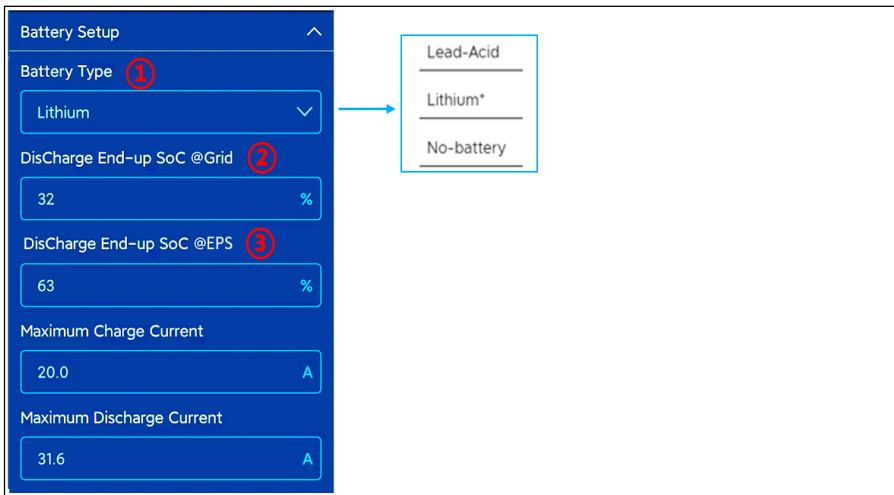 Battery Setup
Battery Type ①
Lithium
Lead-Acid
Lithium*
No-battery
DisCharge End-up SoC @Grid ②
32 %
DisCharge End-up SoC @EPS ③
63 %
Maximum Charge Current
20.0 A
Maximum Discharge Current
31.6 A